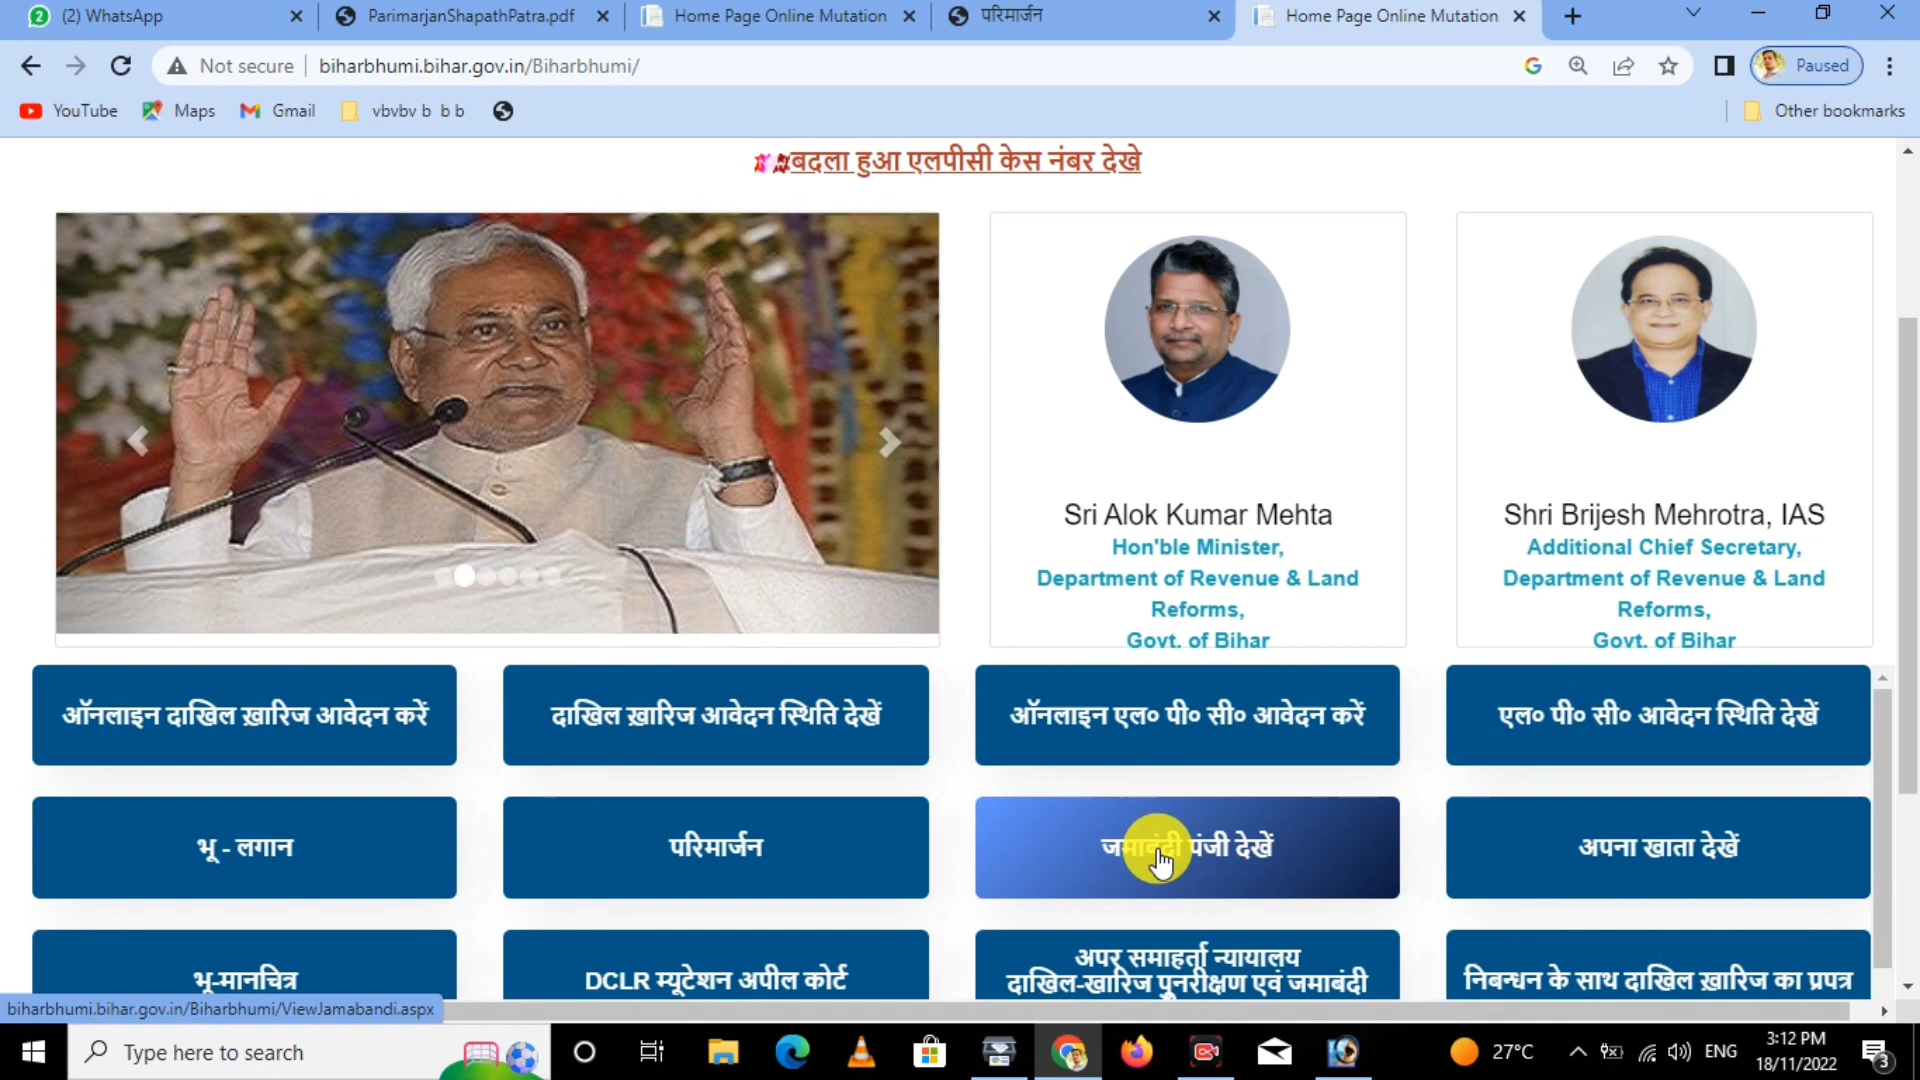 (2) WhatsApp
ParimarjanShapathPatra.pdf
Home Page Online Mutation
परिमार्जन
Home Page Online Mutation
Not secure
biharbhumi.bihar.gov.in/Biharbhumi/
Paused
YouTube
Maps
Gmail
vbvbv b b b
Other bookmarks
बदला हुआ एलपीसी केस नंबर देखे
Sri Alok Kumar Mehta
Hon'ble Minister,
Department of Revenue & Land
Reforms,
Govt. of Bihar
Shri Brijesh Mehrotra, IAS
Additional Chief Secretary,
Department of Revenue & Land
Reforms,
Govt. of Bihar
ऑनलाइन दाखिल ख़ारिज आवेदन करें
दाखिल ख़ारिज आवेदन स्थिति देखें
ऑनलाइन एल० पी० सी० आवेदन करें
एल० पी० सी० आवेदन स्थिति देखें
भू - लगान
परिमार्जन
जमाबंदी पंजी देखें
अपना खाता देखें
भू-मानचित्र
DCLR म्यूटेशन अपील कोर्ट
अपर समाहर्ता न्यायालय
दाखिल-खारिज पुनरीक्षण एवं जमाबंदी
निबन्धन के साथ दाखिल ख़ारिज का प्रपत्र
biharbhumi.bihar.gov.in/Biharbhumi/ViewJamabandi.aspx
Type here to search
27°C
ENG
3:12 PM
18/11/2022
3